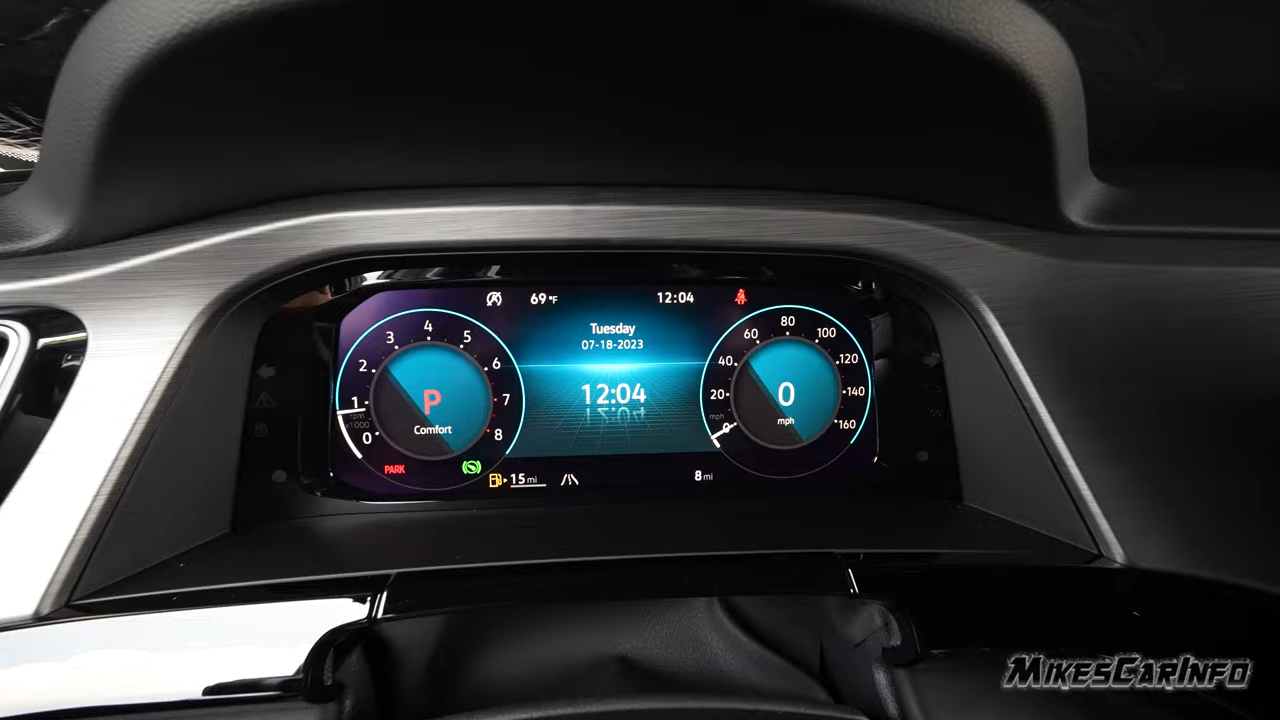 69 °F
12:04
Tuesday
07-18-2023
12:04
0
1
2
3
4
5
6
7
8
rpm
x1000
P
Comfort
PARK
15 mi
8 mi
0
20
40
60
80
100
120
140
160
mph
0
mph
MikesCarInfo